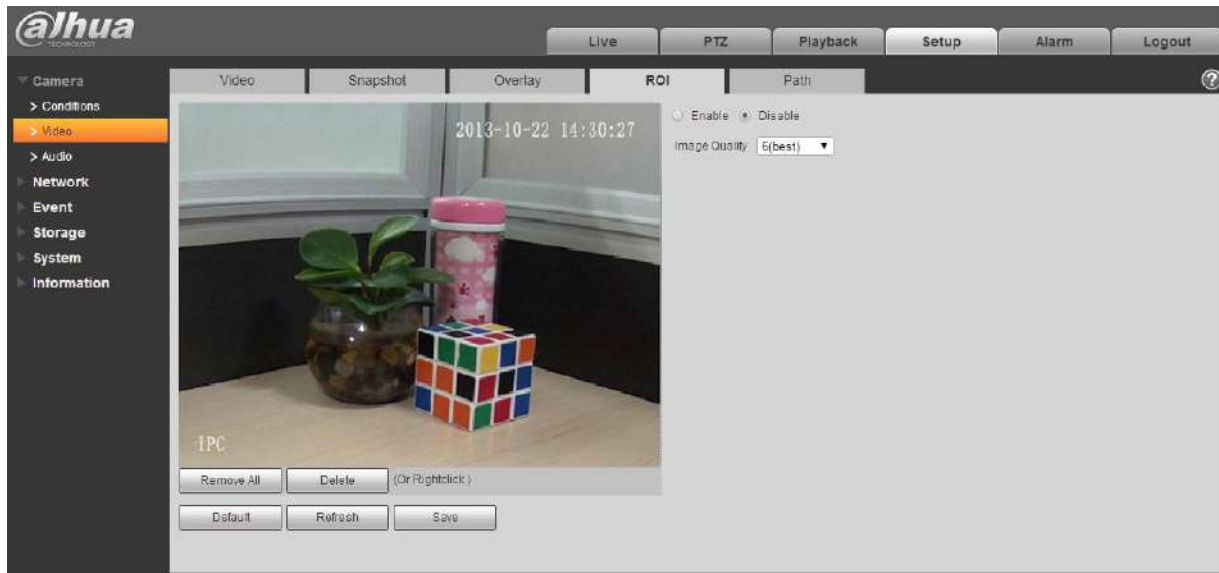 alhua
TECHNOLOGY
Live PTZ Playback Setup Alarm Logout
Camera
Video Snapshot Overlay ROI Path
?
> Conditions
> Video
> Audio
Network
Event
Storage
System
Information
2013-10-22 14:30:27
Enable Disable
Image Quality 6(best)
IPC
Remove All Delete (Or Rightclick )
Default Refresh Save